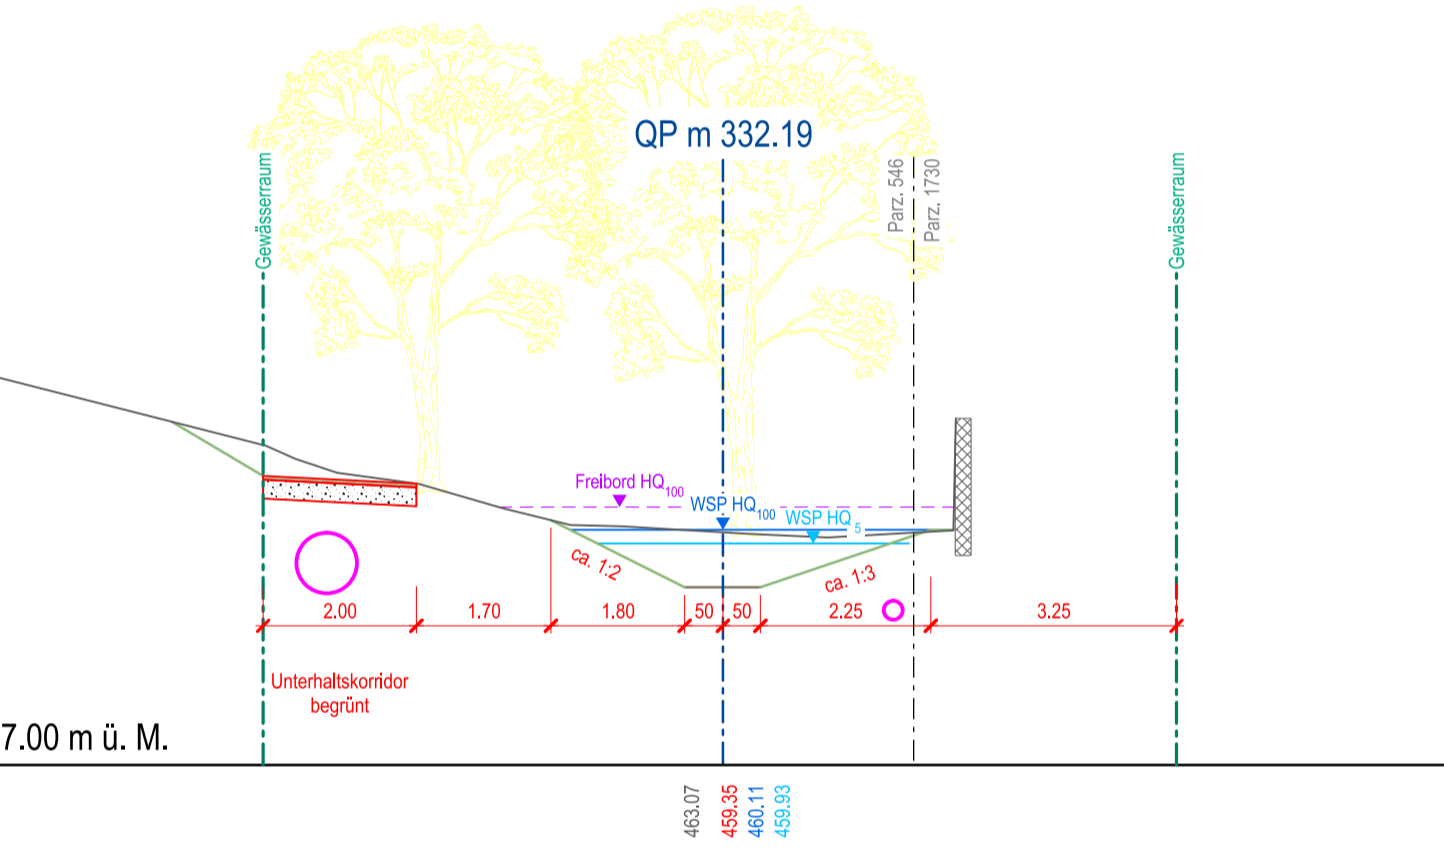 QP m 332.19
Gewässerraum
Parz. 546
Parz. 1730
Gewässerraum
Freibord HQ100
WSP HQ100
WSP HQ5
ca. 1:2
ca. 1:3
2.00
1.70
1.80
50
50
2.25
3.25
Unterhaltskorridor
begrünt
7.00 m ü. M.
463.07
459.35
460.11
459.93